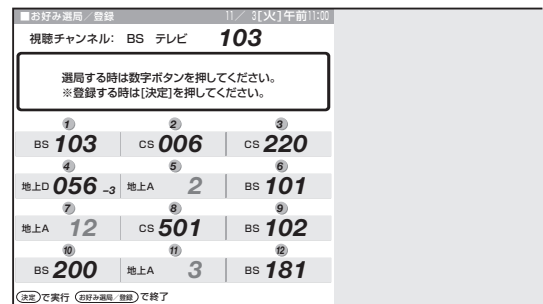 ■お好み選局／登録 11／ 3[火]午前11:00
視聴チャンネル: BS テレビ 103
選局する時は数字ボタンを押してください。
※登録する時は[決定]を押してください。
1 2 3
BS 103 CS 006 CS 220
4 5 6
地上D 056 -3 地上A 2 BS 101
7 8 9
地上A 12 CS 501 BS 102
10 11 12
BS 200 地上A 3 BS 181
決定で実行 お好み選局／登録で終了